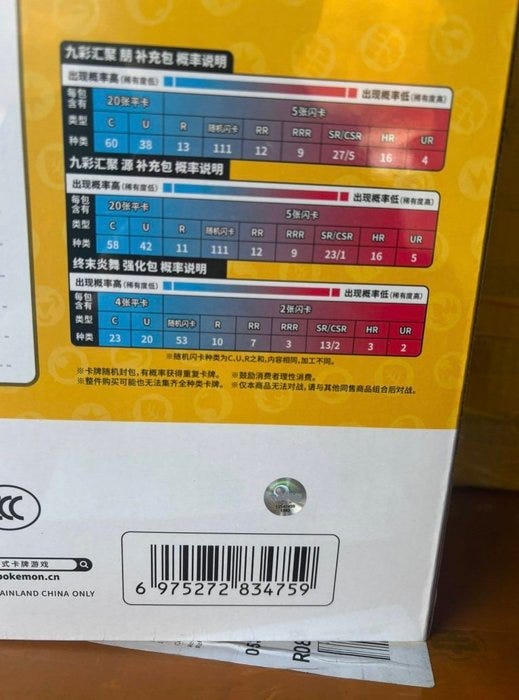 九彩汇聚 朋 补充包 概率说明
出现概率高(稀有度低) 出现概率低(稀有度高)
每包含有 20张平卡 5张闪卡
类型 C U R 随机闪卡 RR RRR SR/CSR HR UR
种类 60 38 13 111 12 9 27/5 16 4
九彩汇聚 源 补充包 概率说明
出现概率高(稀有度低) 出现概率低(稀有度高)
每包含有 20张平卡 5张闪卡
类型 C U R 随机闪卡 RR RRR SR/CSR HR UR
种类 58 42 11 111 12 9 23/1 16 5
终末炎舞 强化包 概率说明
出现概率高(稀有度低) 出现概率低(稀有度高)
每包含有 4张平卡 2张闪卡
类型 C U 随机闪卡 R RR RRR SR/CSR HR UR
种类 23 20 53 10 7 3 13/2 3 2
※随机闪卡种类为C,U,R之和,内容相同,加工不同。
※卡牌随机封包,有概率获得重复卡牌。 ※鼓励消费者理性消费。
※整件购买可能也无法集齐全种类卡牌。 ※仅本商品无法对战,请与其他同售商品组合后对战。
式卡牌游戏
pokemon.cn
AINLAND CHINA ONLY
6 975272 834759